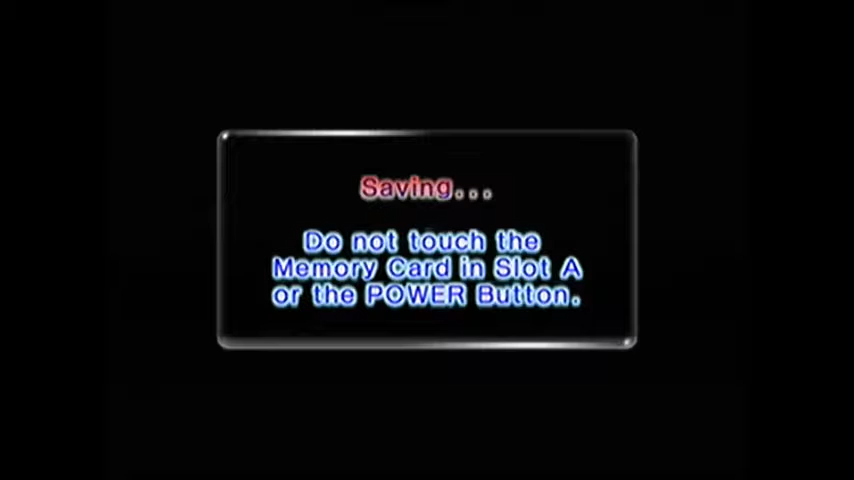 Saving...
Do not touch the
Memory Card in Slot A
or the POWER Button.